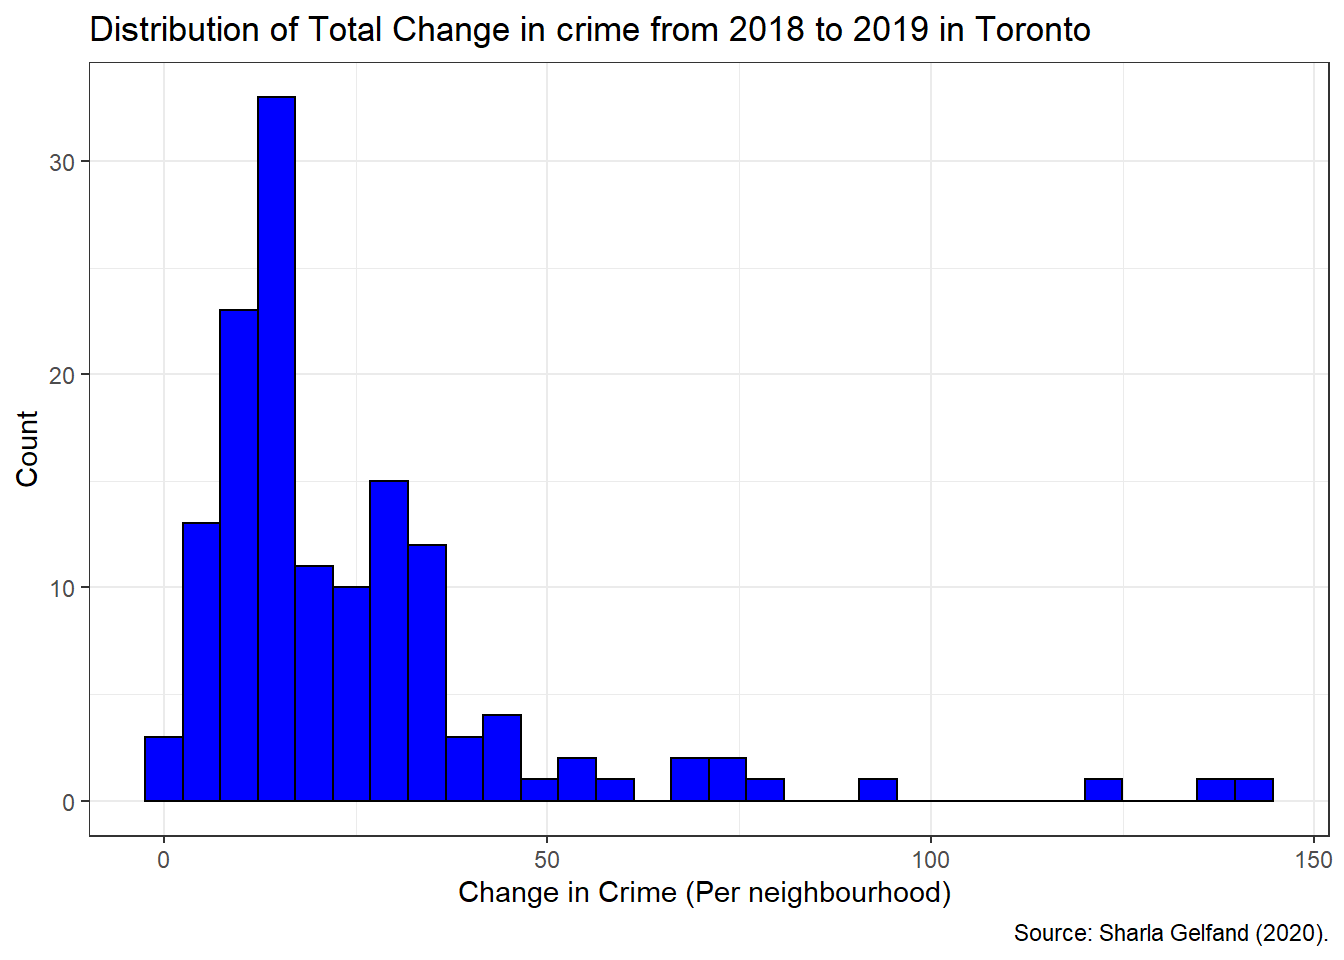 Distribution of Total Change in crime from 2018 to 2019 in Toronto
30
20
10
0
Count
0 50 100 150
Change in Crime (Per neighbourhood)
Source: Sharla Gelfand (2020).